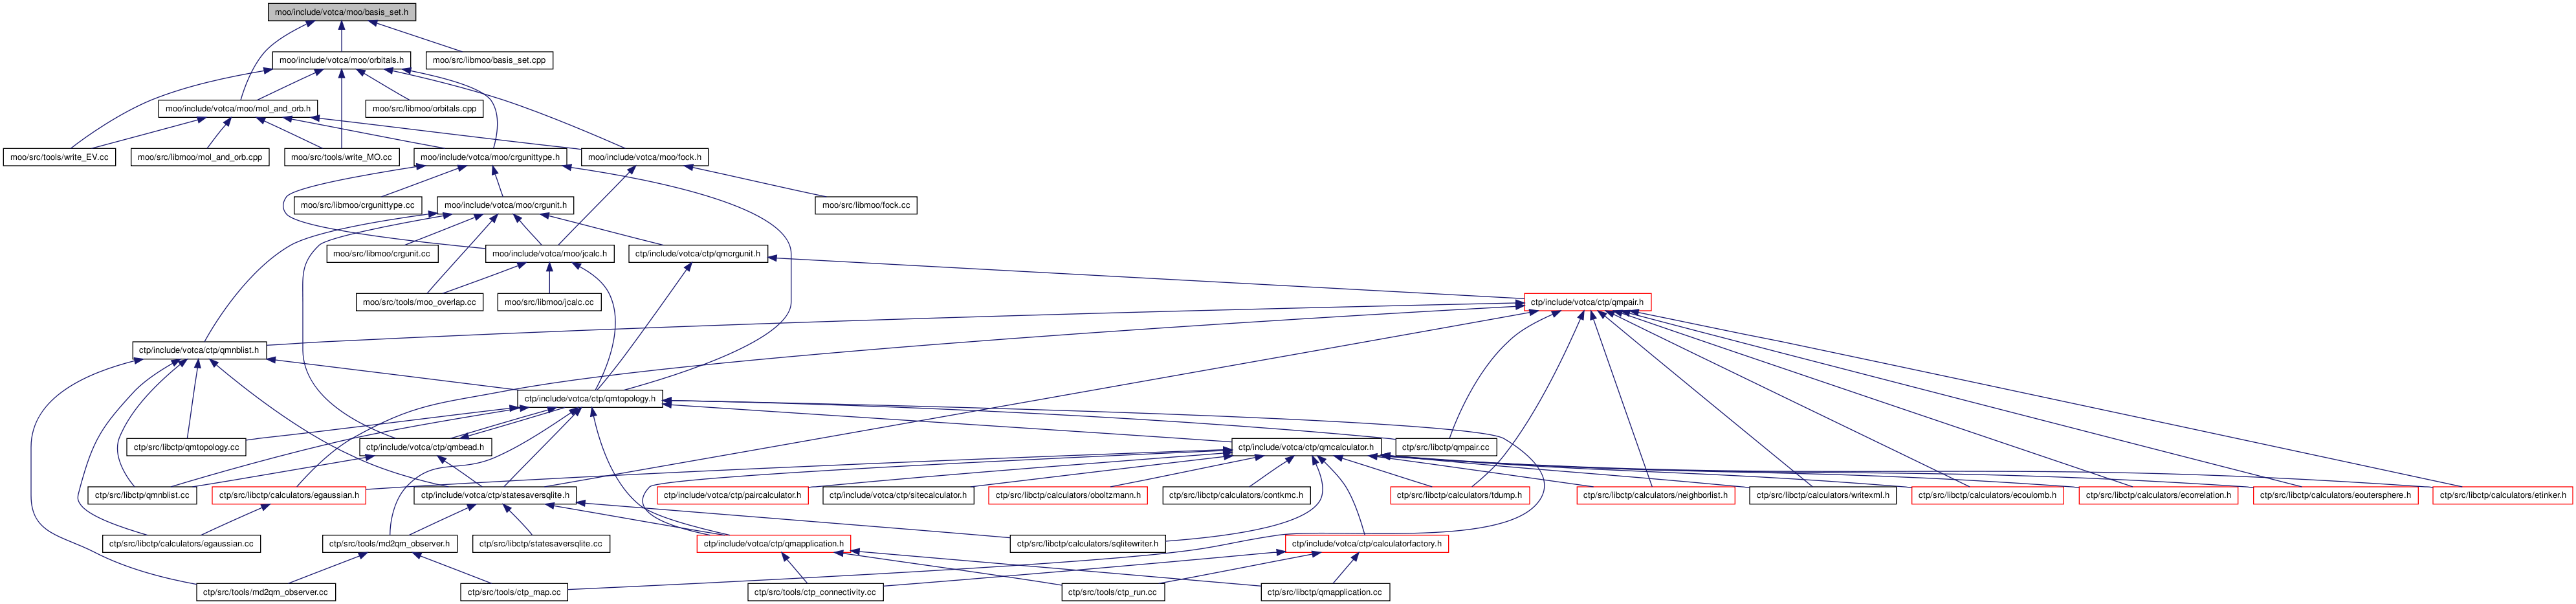 moo/include/votca/moo/basis_set.h
moo/include/votca/moo/orbitals.h
moo/src/libmoo/basis_set.cpp
moo/include/votca/moo/mol_and_orb.h
moo/src/libmoo/orbitals.cpp
moo/src/tools/write_EV.cc
moo/src/libmoo/mol_and_orb.cpp
moo/src/tools/write_MO.cc
moo/include/votca/moo/crgunittype.h
moo/include/votca/moo/fock.h
moo/src/libmoo/crgunittype.cc
moo/include/votca/moo/crgunit.h
moo/src/libmoo/fock.cc
moo/src/libmoo/crgunit.cc
moo/include/votca/moo/jcalc.h
ctp/include/votca/ctp/qmcrgunit.h
moo/src/tools/moo_overlap.cc
moo/src/libmoo/jcalc.cc
ctp/include/votca/ctp/qmpair.h
ctp/include/votca/ctp/qmnblist.h
ctp/include/votca/ctp/qmtopology.h
ctp/src/libctp/qmtopology.cc
ctp/include/votca/ctp/qmbead.h
ctp/include/votca/ctp/qmcalculator.h
ctp/src/libctp/qmpair.cc
ctp/src/libctp/qmnblist.cc
ctp/src/libctp/calculators/egaussian.h
ctp/include/votca/ctp/statesaversqlite.h
ctp/include/votca/ctp/paircalculator.h
ctp/include/votca/ctp/sitecalculator.h
ctp/src/libctp/calculators/oboltzmann.h
ctp/src/libctp/calculators/contkmc.h
ctp/src/libctp/calculators/tdump.h
ctp/src/libctp/calculators/neighborlist.h
ctp/src/libctp/calculators/writexml.h
ctp/src/libctp/calculators/ecoulomb.h
ctp/src/libctp/calculators/ecorrelation.h
ctp/src/libctp/calculators/eoutersphere.h
ctp/src/libctp/calculators/etinker.h
ctp/src/libctp/calculators/egaussian.cc
ctp/src/tools/md2qm_observer.h
ctp/src/libctp/statesaversqlite.cc
ctp/include/votca/ctp/qmapplication.h
ctp/src/libctp/calculators/sqlitewriter.h
ctp/include/votca/ctp/calculatorfactory.h
ctp/src/tools/md2qm_observer.cc
ctp/src/tools/ctp_map.cc
ctp/src/tools/ctp_connectivity.cc
ctp/src/tools/ctp_run.cc
ctp/src/libctp/qmapplication.cc